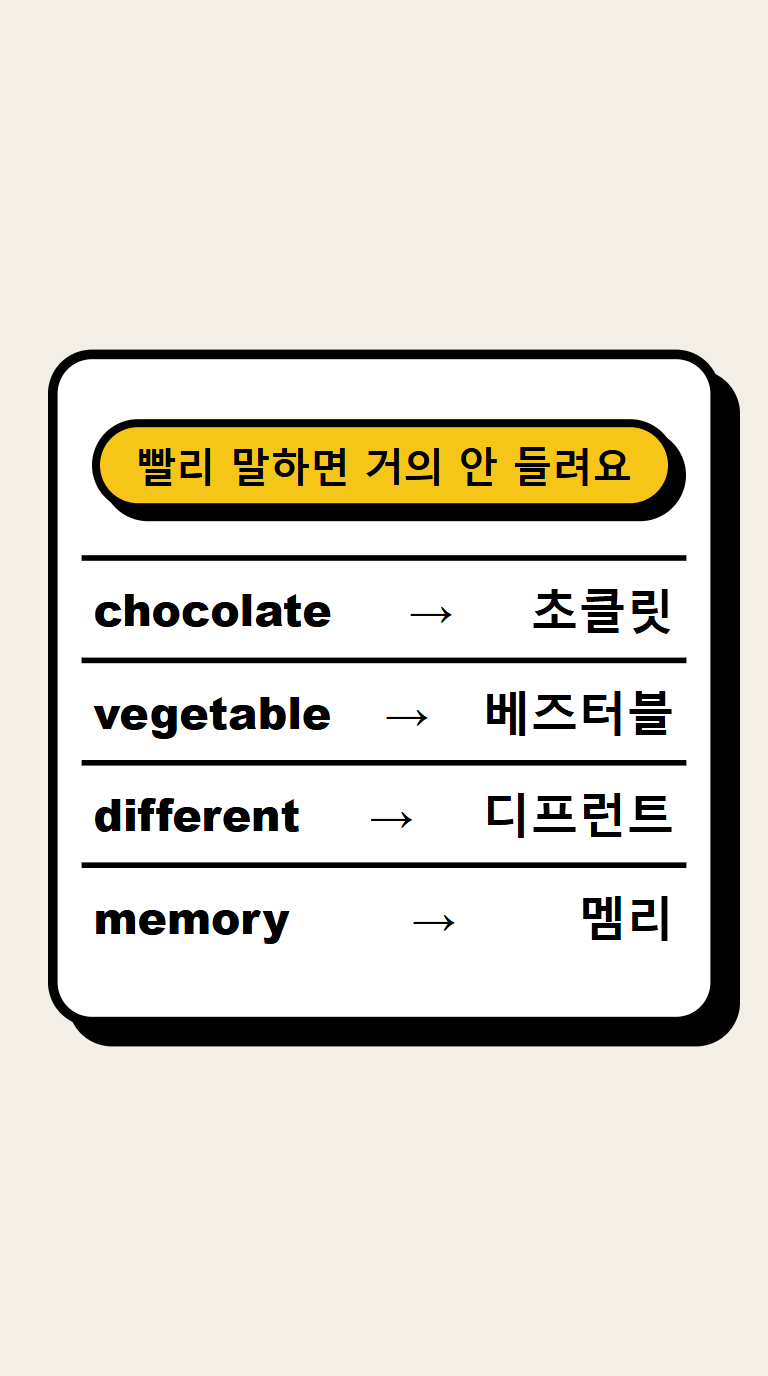 빨리 말하면 거의 안 들려요
chocolate → 초클릿
vegetable → 베즈터블
different → 디프런트
memory → 멤리